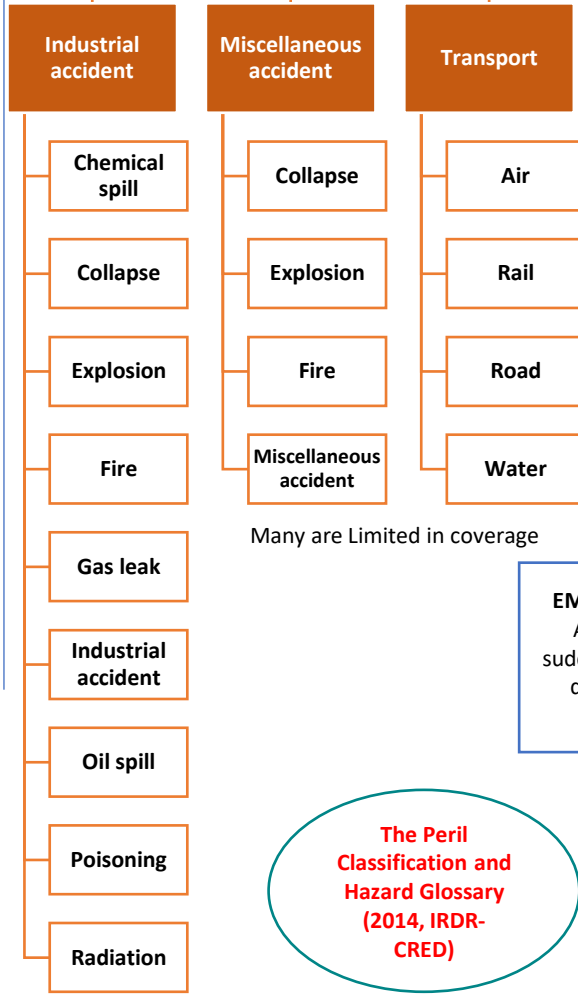 Industrial
accident
Chemical
spill
Collapse
Explosion
Fire
Gas leak
Industrial
accident
Oil spill
Poisoning
Radiation
Miscellaneous
accident
Collapse
Explosion
Fire
Miscellaneous
accident
Transport
Air
Rail
Road
Water
Many are Limited in coverage
EM
The Peril
Classification and
Hazard Glossary
(2014, IRDR-
CRED)